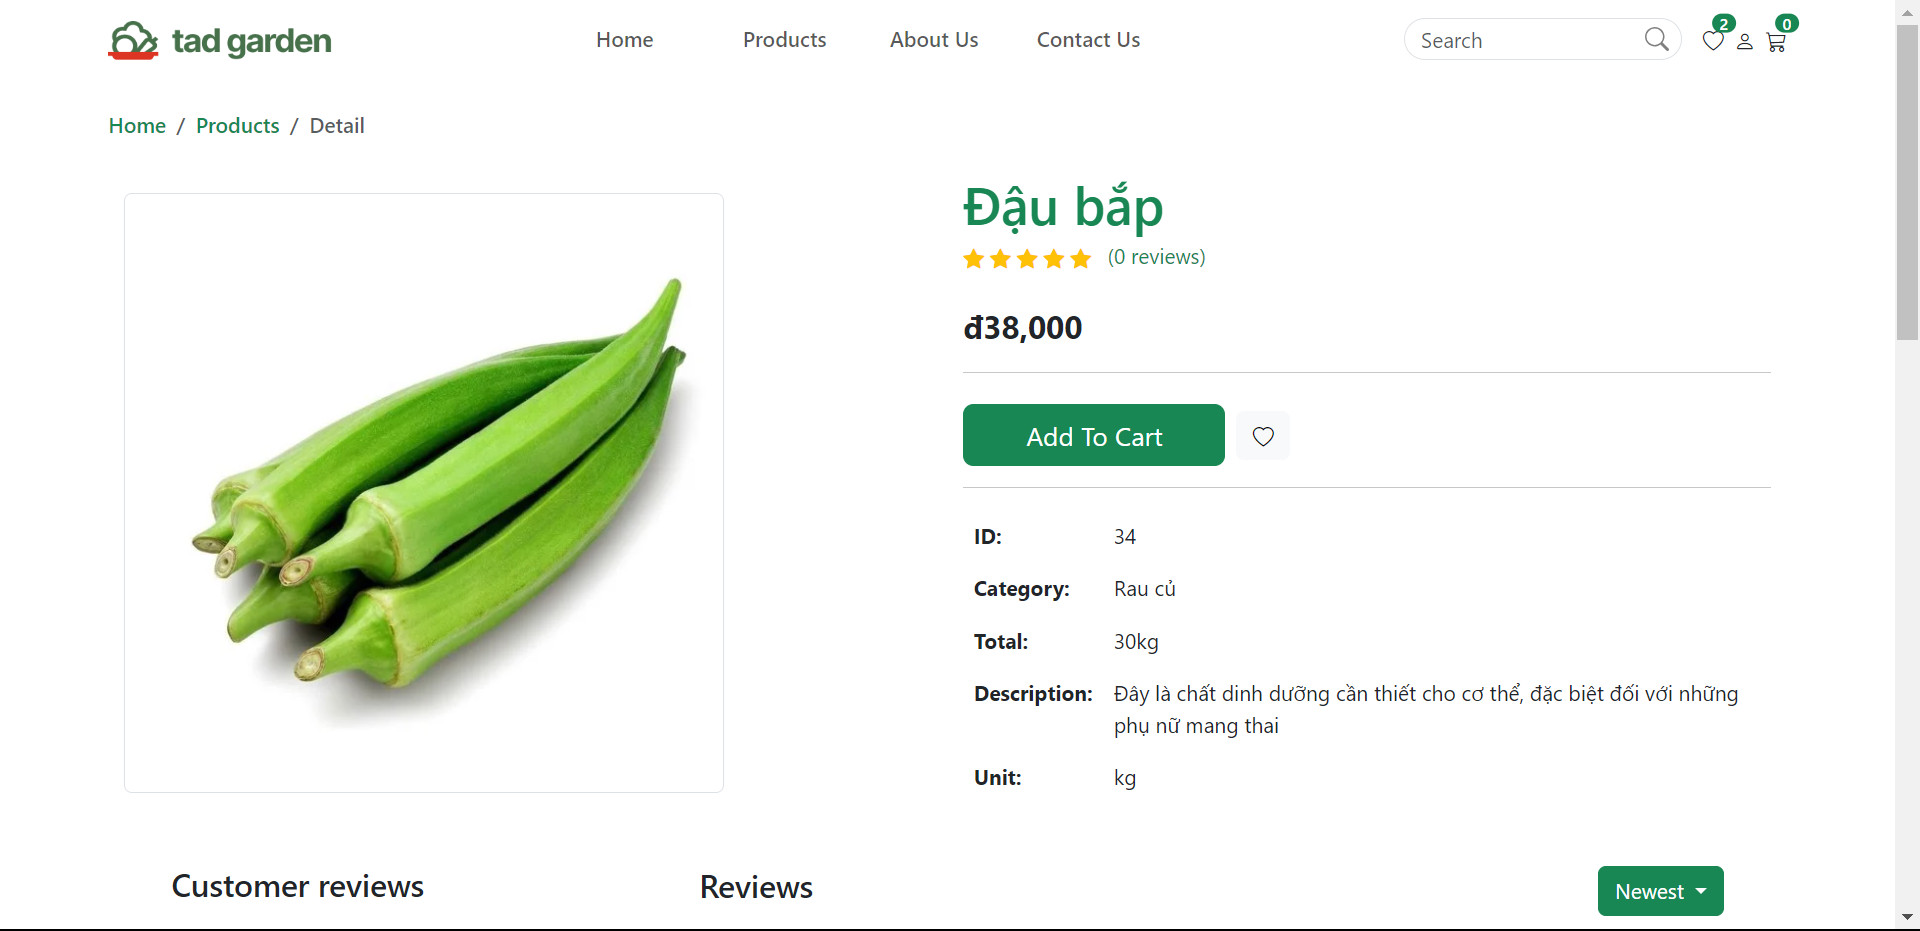 tad garden
Home
Products
About Us
Contact Us
Search
2
0
Home / Products / Detail
Đậu bắp
(0 reviews)
đ38,000
Add To Cart
ID: 34
Category: Rau củ
Total: 30kg
Description: Đây là chất dinh dưỡng cần thiết cho cơ thể, đặc biệt đối với những
phụ nữ mang thai
Unit: kg
Customer reviews
Reviews
Newest